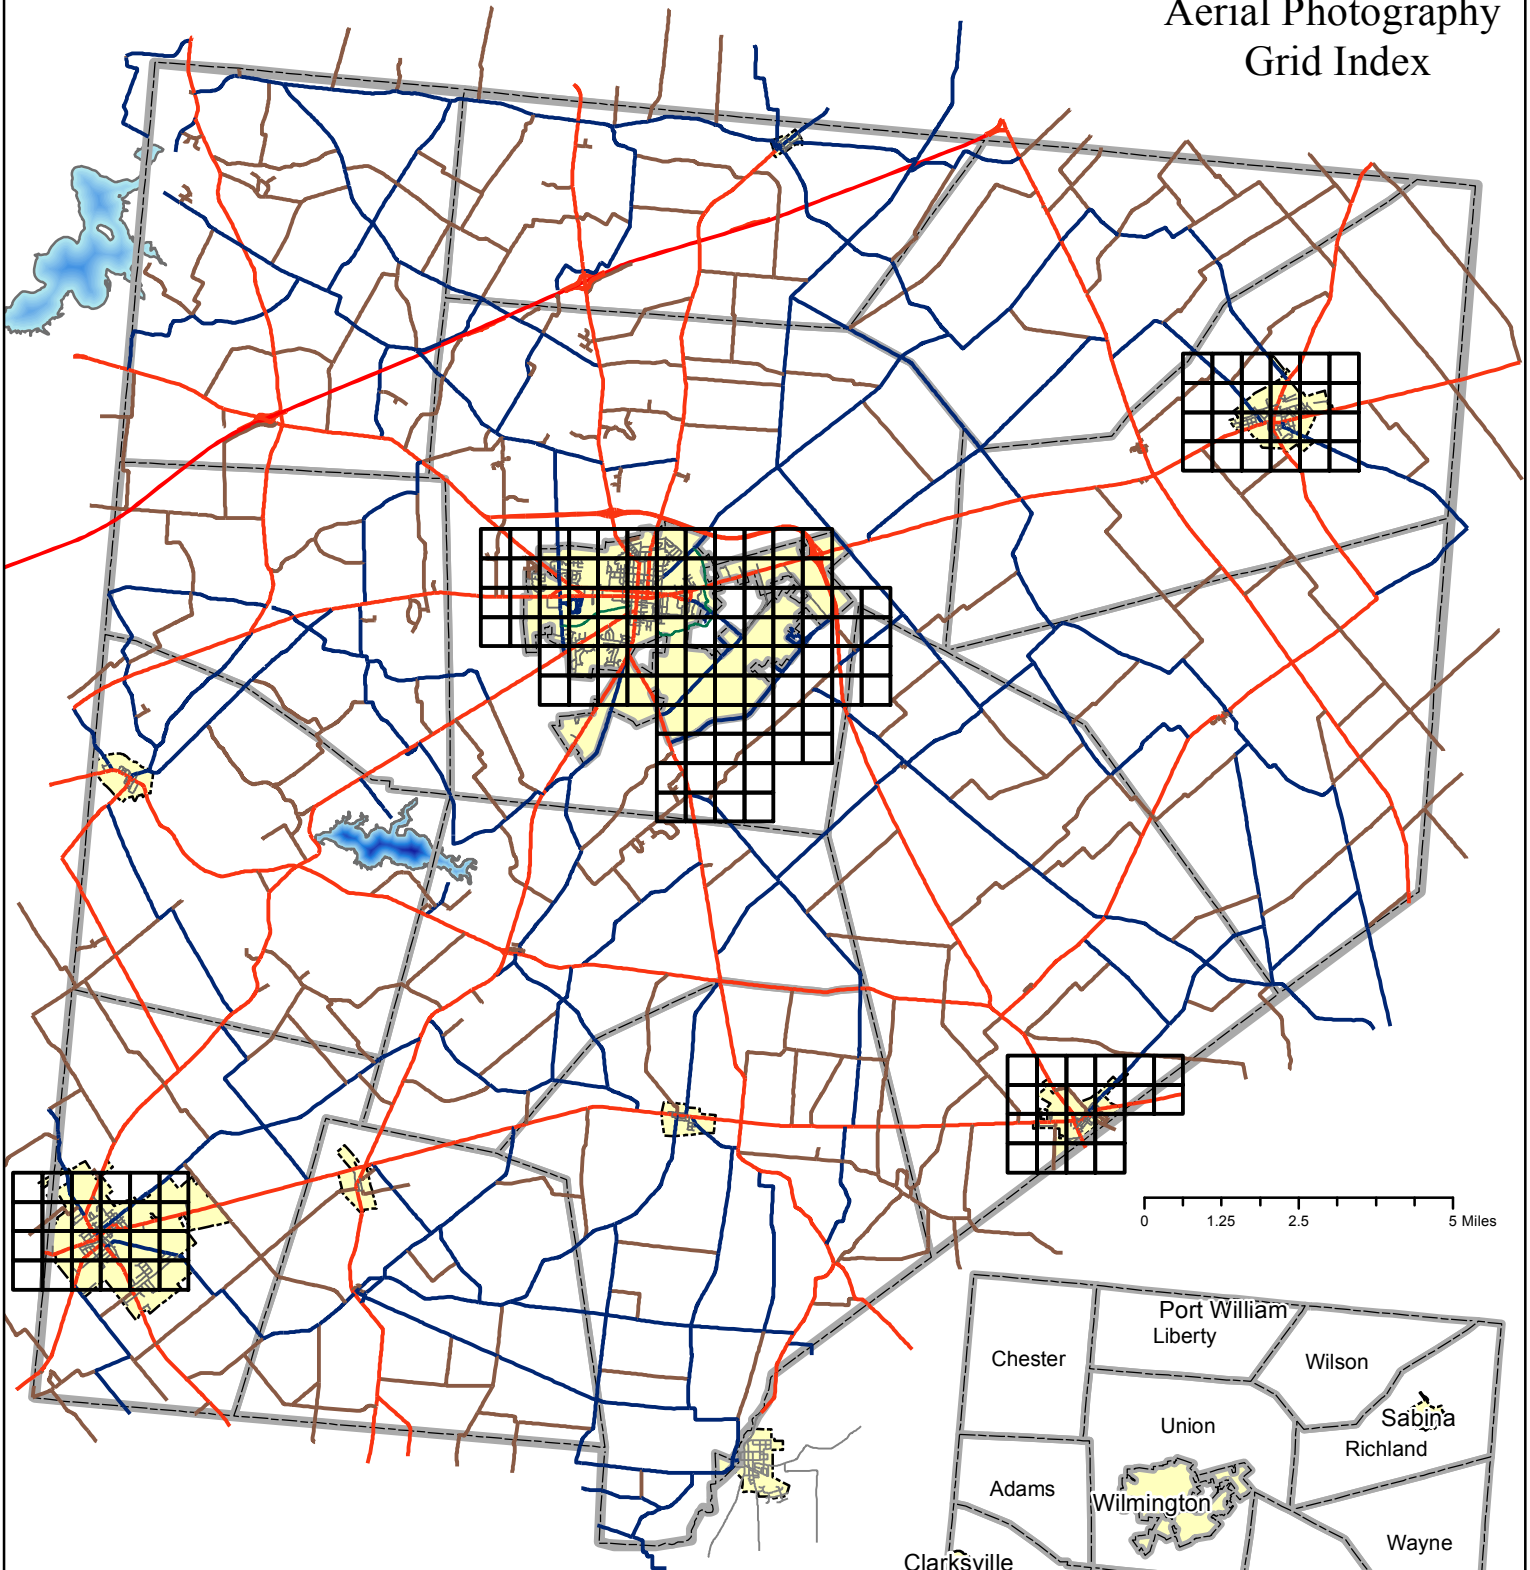 Aerial Photography
Grid Index
0 1.25 2.5 5 Miles
Port William
Liberty
Chester
Wilson
Sabina
Union
Richland
Adams
Wilmington
Wayne
Clarksville